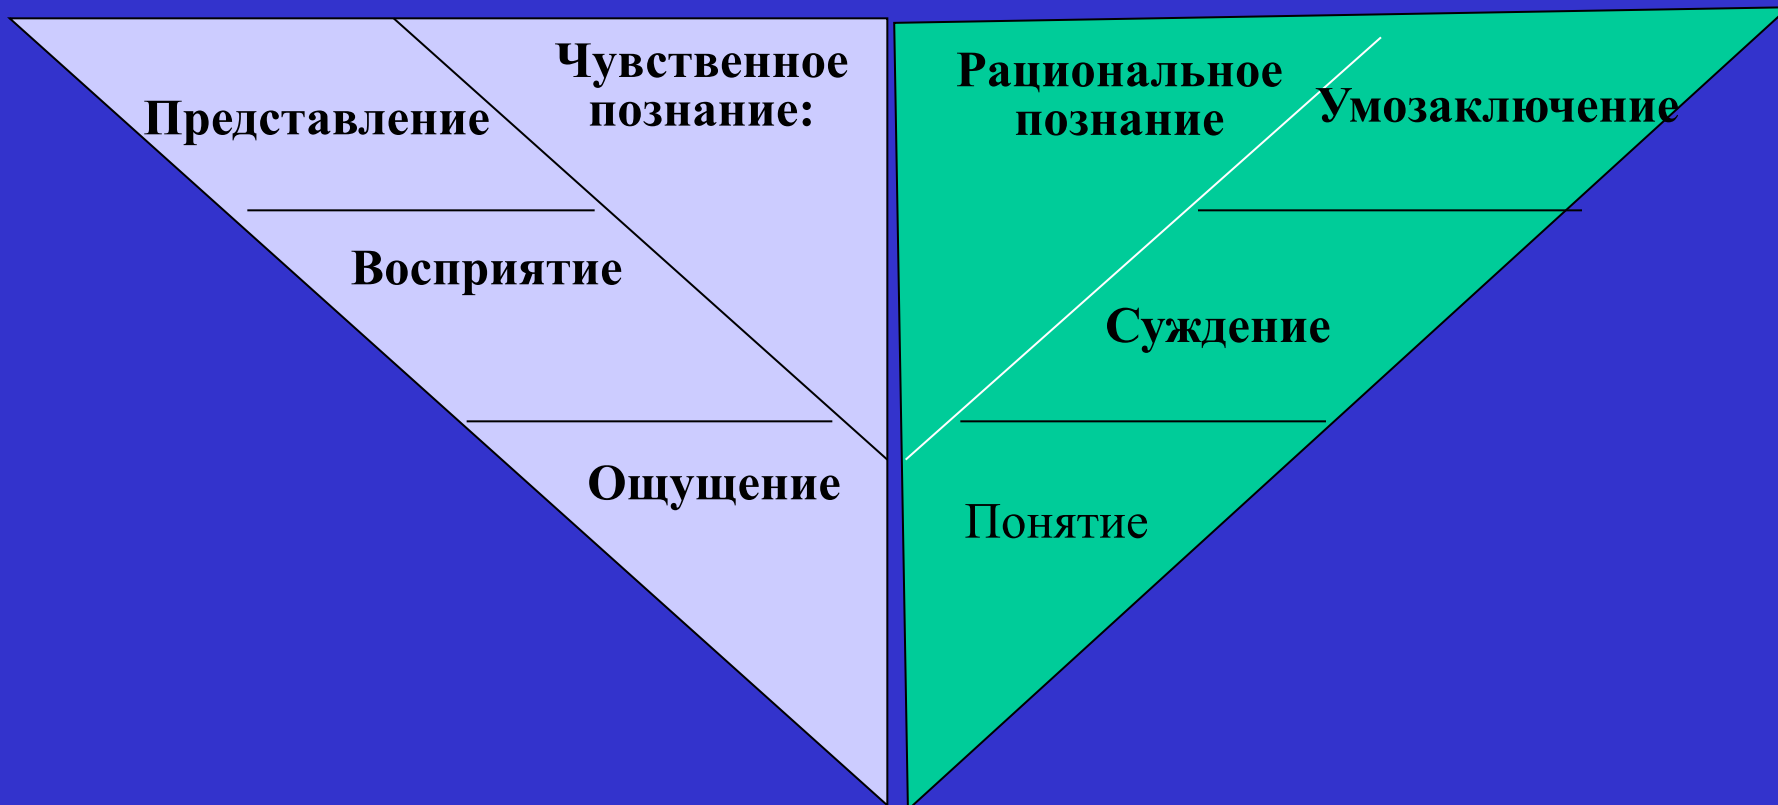 Чувственное
познание:
Представление
Восприятие
Ощущение
Рациональное
познание
Умозаключение
Суждение
Понятие